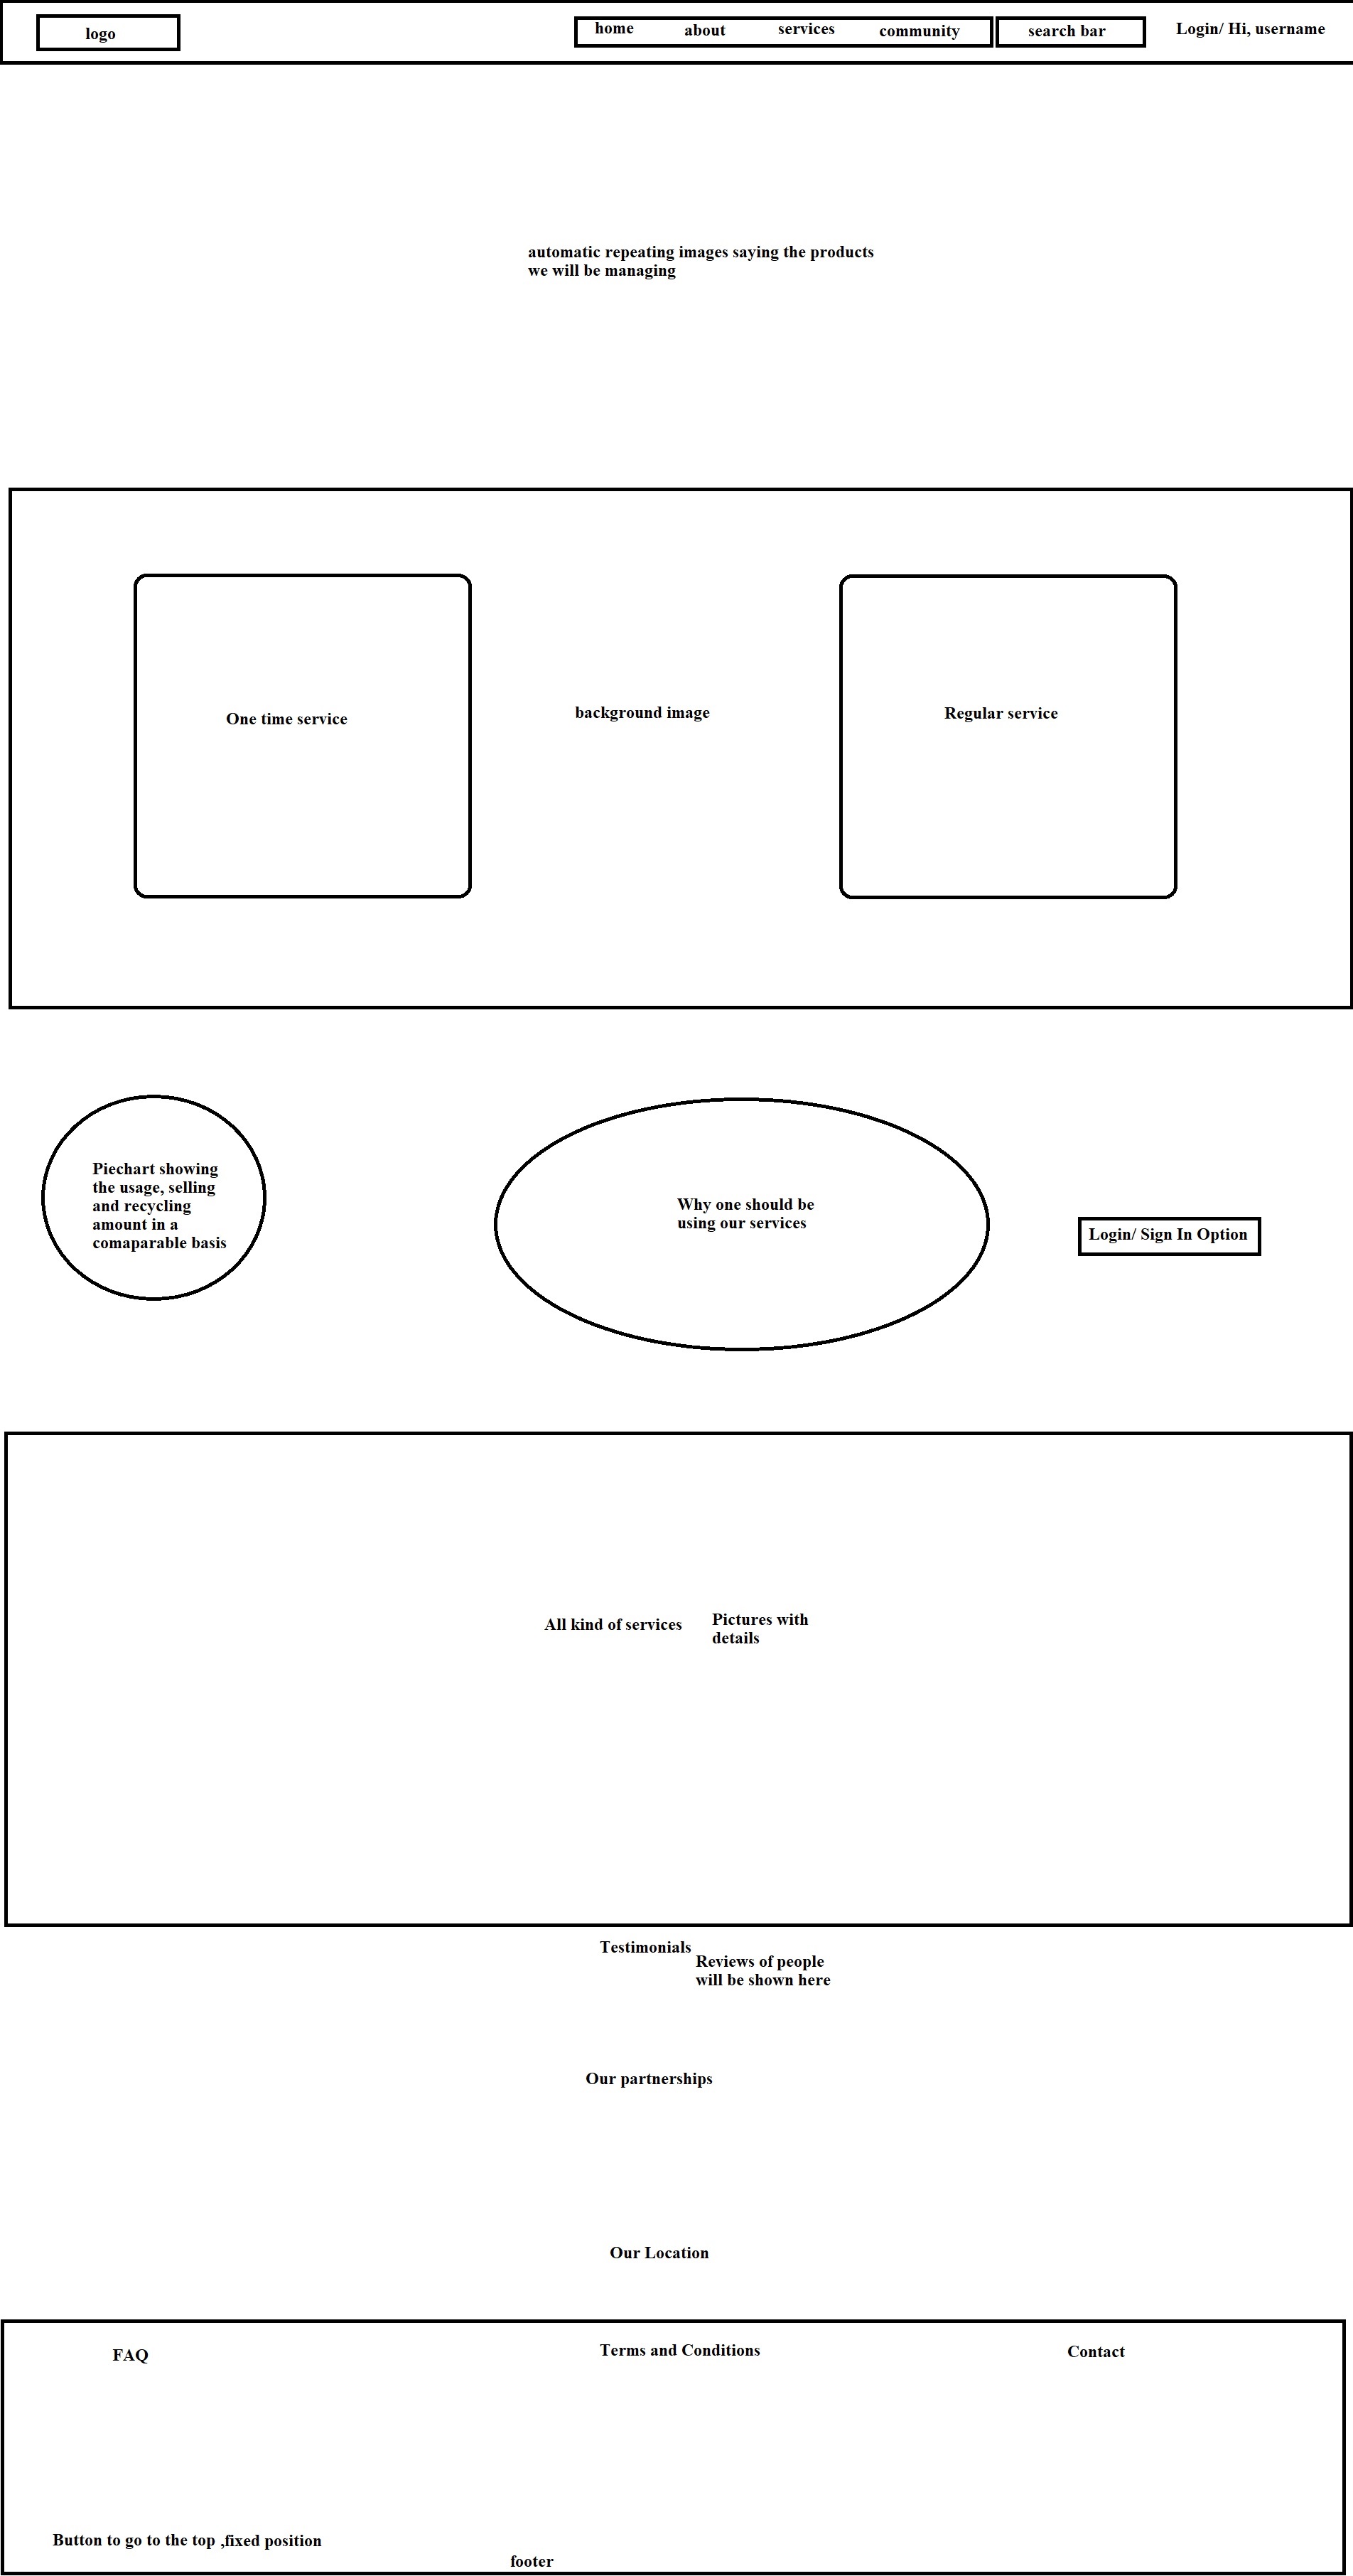 logo
home
about
services
community
search bar
Login/ Hi, username
automatic repeating images saying the products
we will be managing
One time service
background image
Regular service
Piechart showing
the usage, selling
and recycling
amount in a
comaparable basis
Why one should be
using our services
Login/ Sign In Option
All kind of services
Pictures with
details
Testimonials
Reviews of people
will be shown here
Our partnerships
Our Location
FAQ
Terms and Conditions
Contact
Button to go to the top ,fixed position
footer